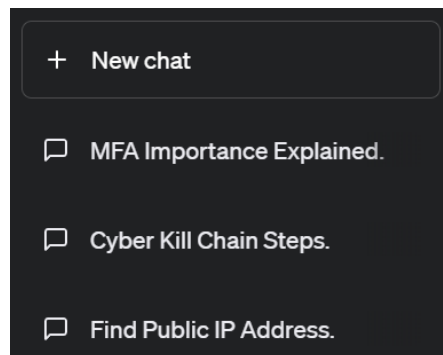 New chat
MFA Importance Explained.
Cyber Kill Chain Steps.
Find Public IP Address.